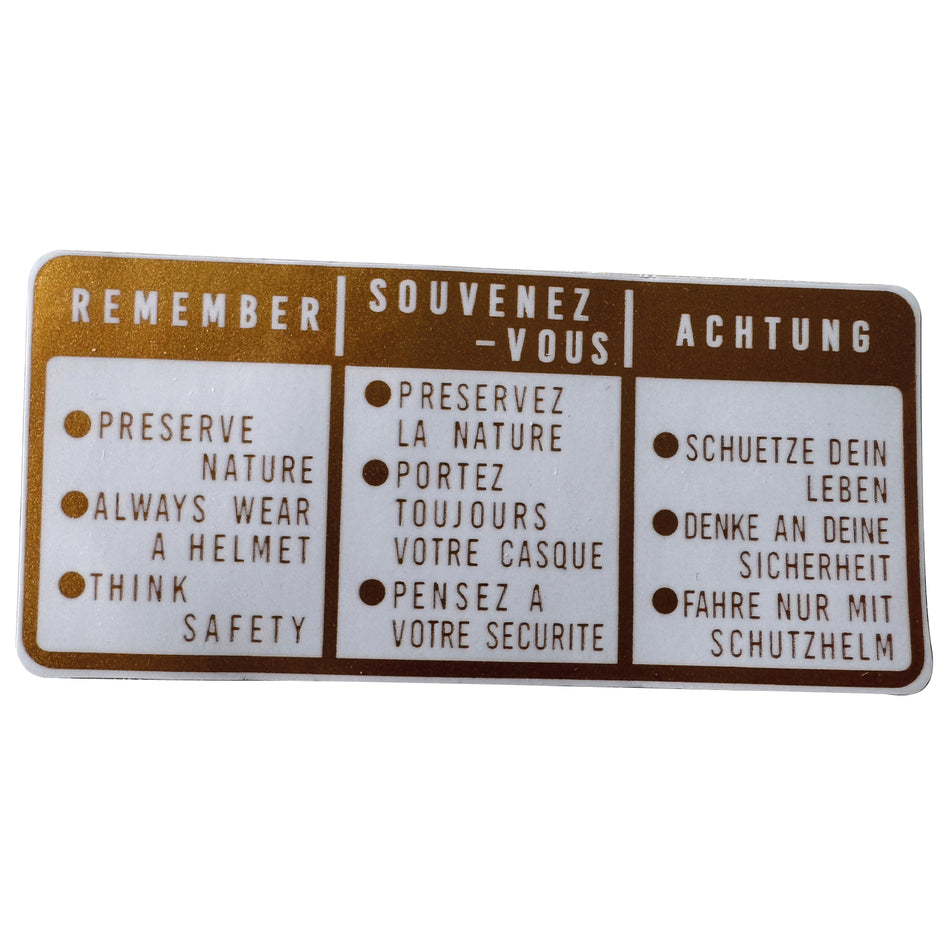 REMEMBER
● PRESERVE
NATURE
● ALWAYS WEAR
A HELMET
● THINK
SAFETY
SOUVENEZ
-VOUS
● PRESERVEZ
LA NATURE
● PORTEZ
TOUJOURS
VOTRE CASQUE
● PENSEZ A
VOTRE SECURITE
ACHTUNG
● SCHUETZE DEIN
LEBEN
● DENKE AN DEINE
SICHERHEIT
● FAHRE NUR MIT
SCHUTZHELM